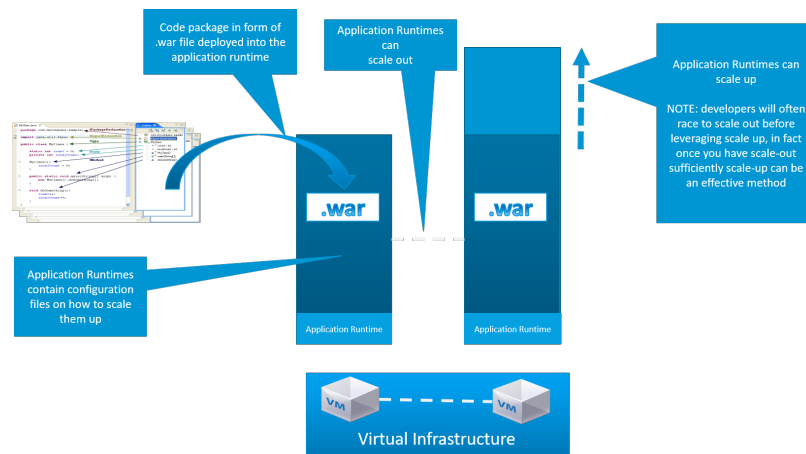 Code package in form of
.war file deployed into the
application runtime
Application Runtimes
can
scale out
Application Runtimes can
scale up
NOTE: developers will often
race to scale out before
leveraging scale up, in fact
once you have scale-out
sufficiently scale-up can be
an effective method
public class MyClass {
.war
.war
Application Runtimes
contain configuration
files on how to scale
them up
Application Runtime
Application Runtime
VM
VM
Virtual Infrastructure